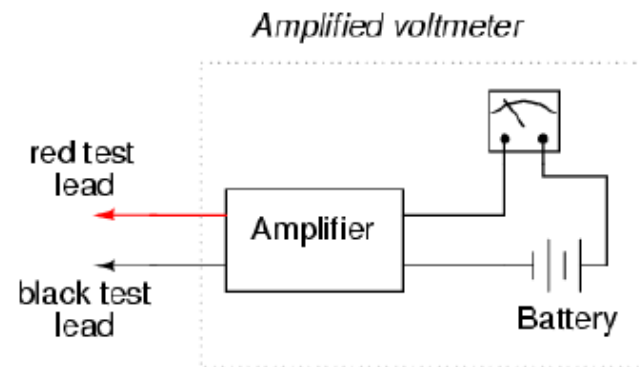 Amplified voltmeter
red test
lead
Amplifier
black test
lead
Battery